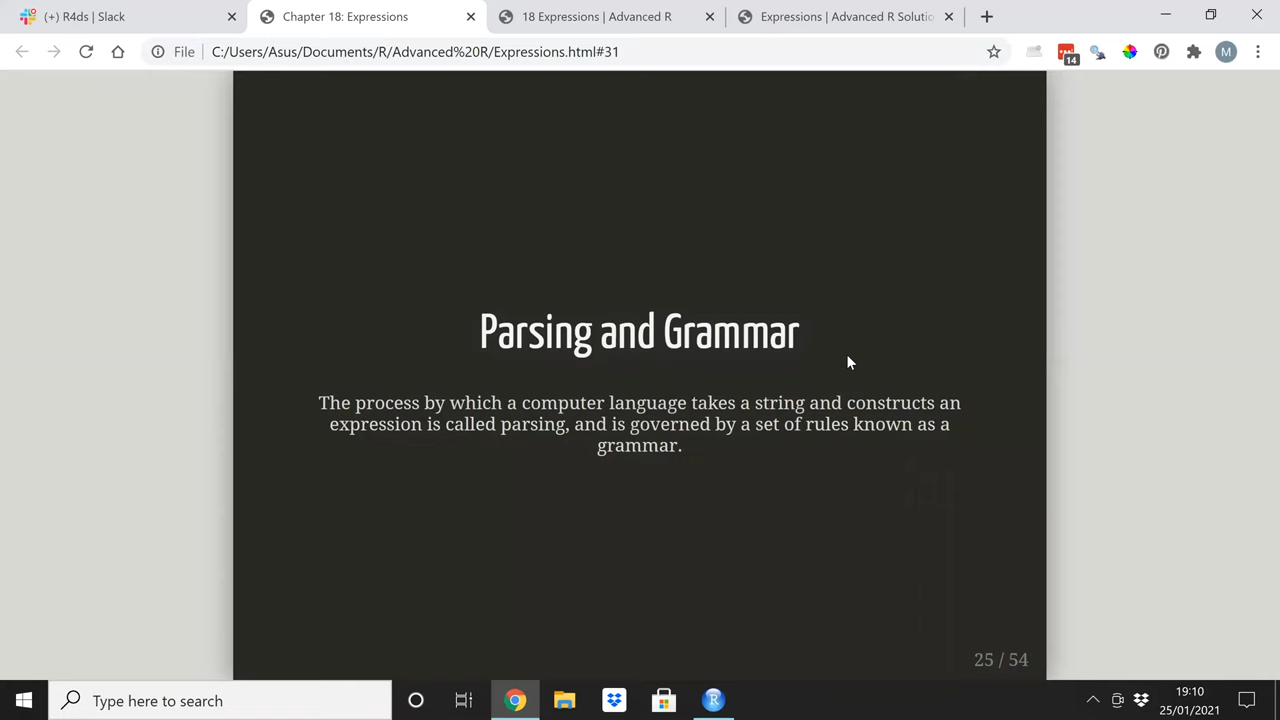 (+) R4ds | Slack
Chapter 18: Expressions
18 Expressions | Advanced R
Expressions | Advanced R Solutio
File
C:/Users/Asus/Documents/R/Advanced%20R/Expressions.html#31
14
M
Parsing and Grammar
The process by which a computer language takes a string and constructs an
expression is called parsing, and is governed by a set of rules known as a
grammar.
25 / 54
Type here to search
R
19:10
25/01/2021